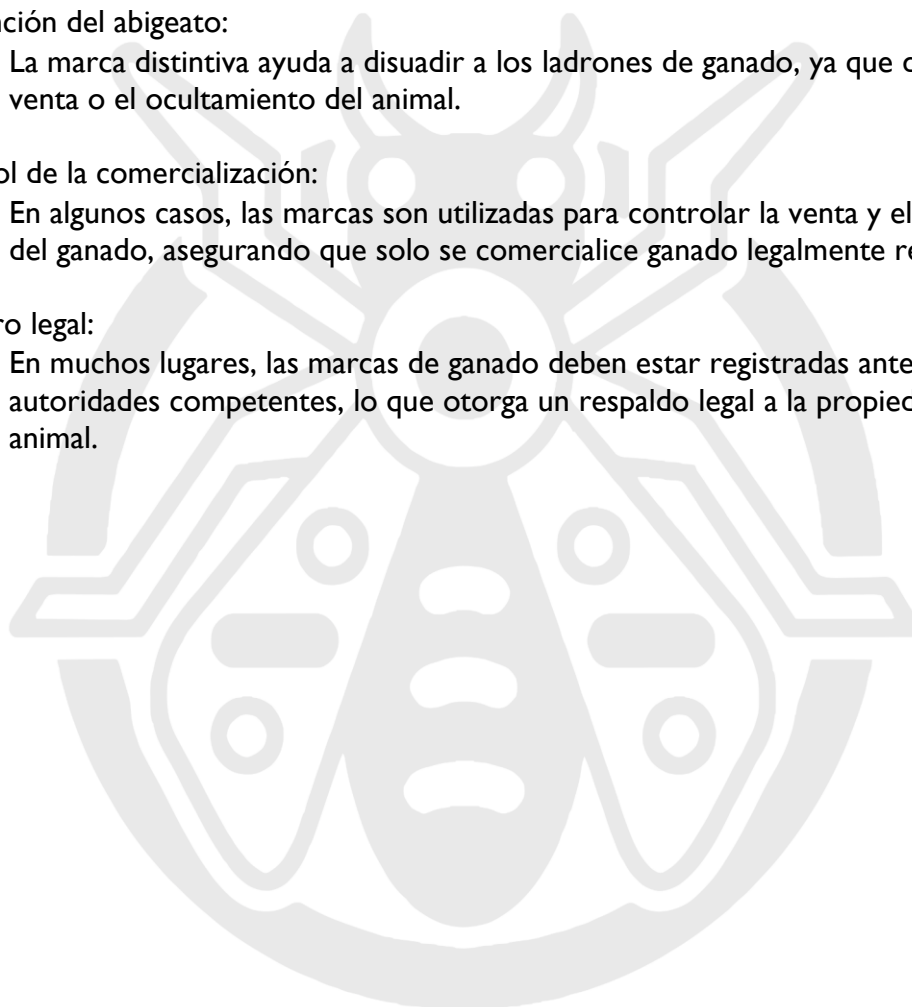 nción del abigeato:
La marca distintiva ayuda a disuadir a los ladrones de ganado, ya que
venta o el ocultamiento del animal.
ol de la comercialización:
En algunos casos, las marcas son utilizadas para controlar la venta y el
del ganado, asegurando que solo se comercialice ganado legalmente
ro legal:
En muchos lugares, las marcas de ganado deben estar registradas ante
autoridades competentes, lo que otorga un respaldo legal a la
animal.